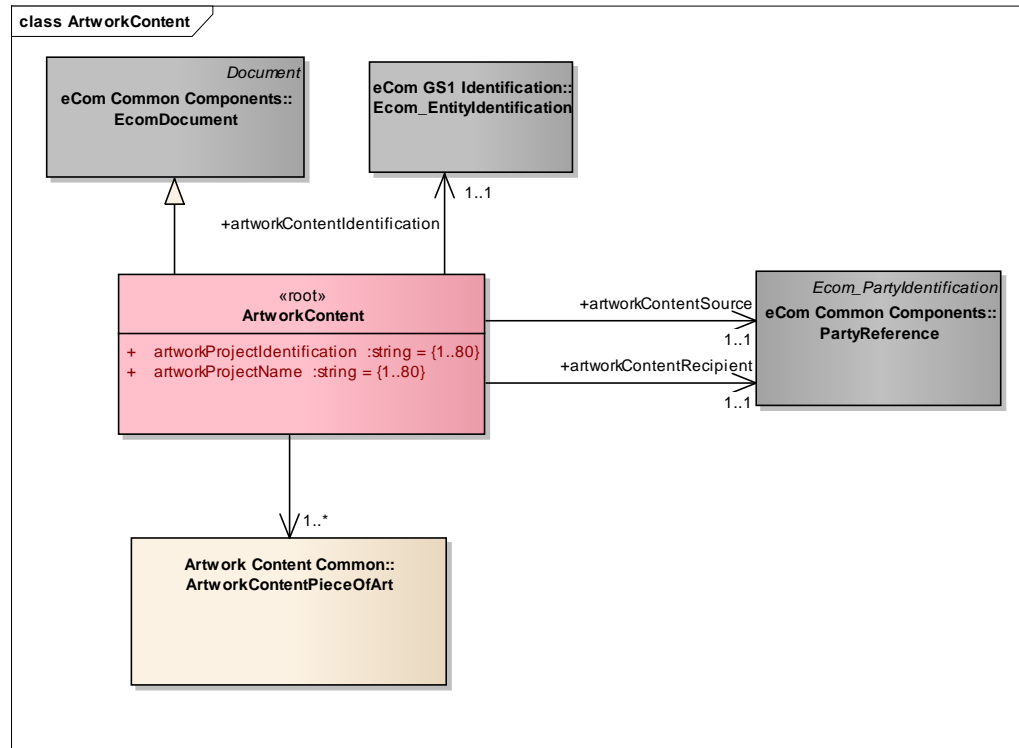 class ArtworkContent
Document
eCom Common Components::
EcomDocument
eCom GS1 Identification::
Ecom_EntityIdentification
1..1
+artworkContentIdentification
«root»
ArtworkContent
+ artworkProjectIdentification :string = {1..80}
+ artworkProjectName :string = {1..80}
+artworkContentSource
1..1
+artworkContentRecipient
1..1
Ecom_PartyIdentification
eCom Common Components::
PartyReference
1..*
Artwork Content Common::
ArtworkContentPieceOfArt